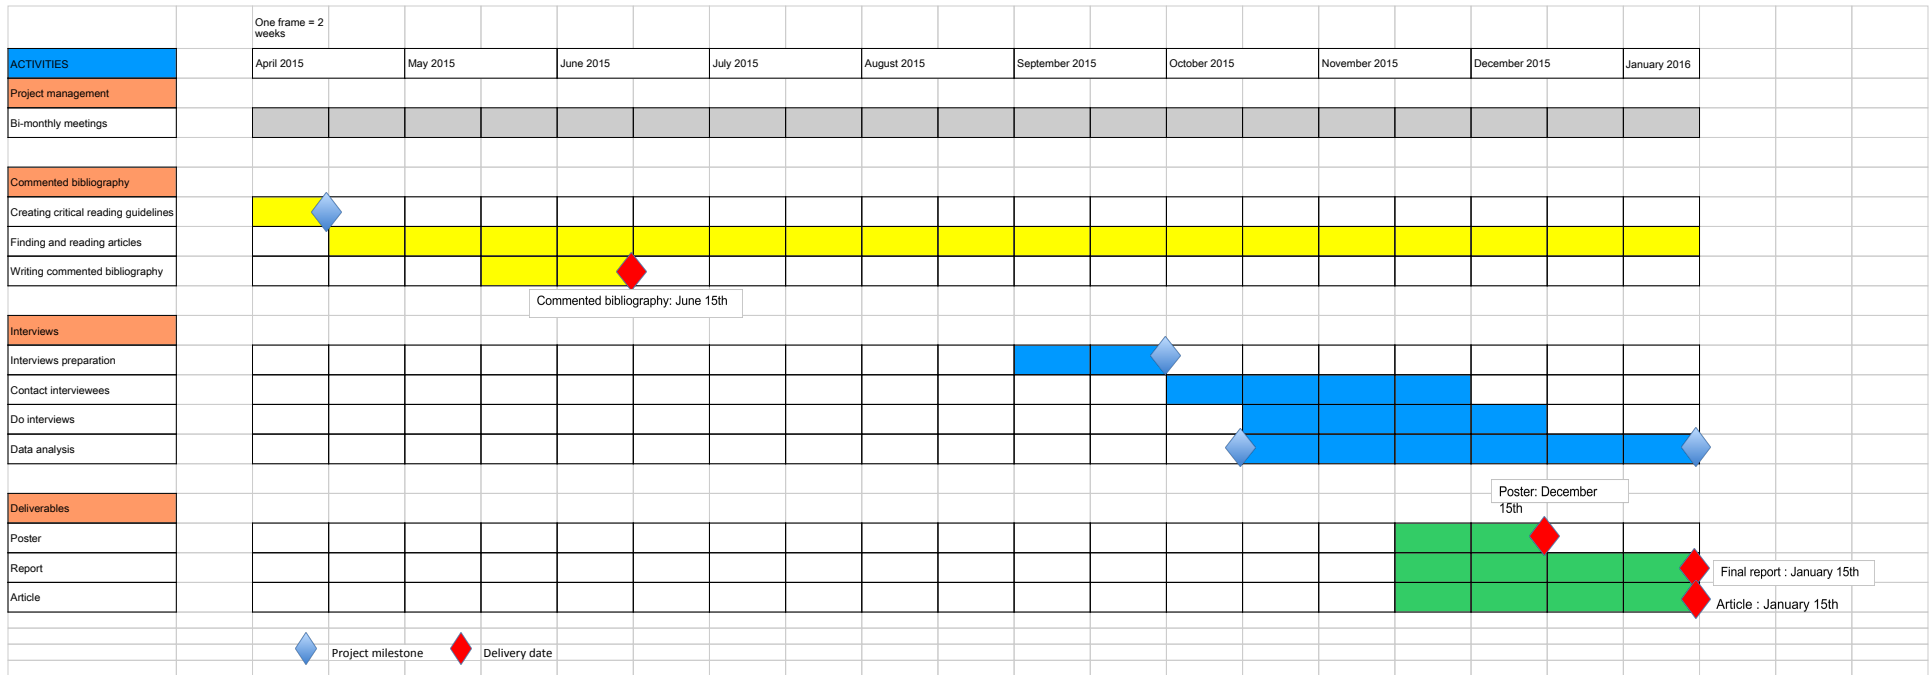 One frame = 2
weeks
ACTIVITIES
April 2015
May 2015
June 2015
July 2015
August 2015
September 2015
October 2015
November 2015
December 2015
January 2016
Project management
Bi-monthly meetings
Commented bibliography
Creating critical reading guidelines
Finding and reading articles
Writing commented bibliography
Commented bibliography: June 15th
Interviews
Interviews preparation
Contact interviewees
Do interviews
Data analysis
Poster: December
15th
Deliverables
Poster
Report
Final report : January 15th
Article
Article : January 15th
Project milestone
Delivery date